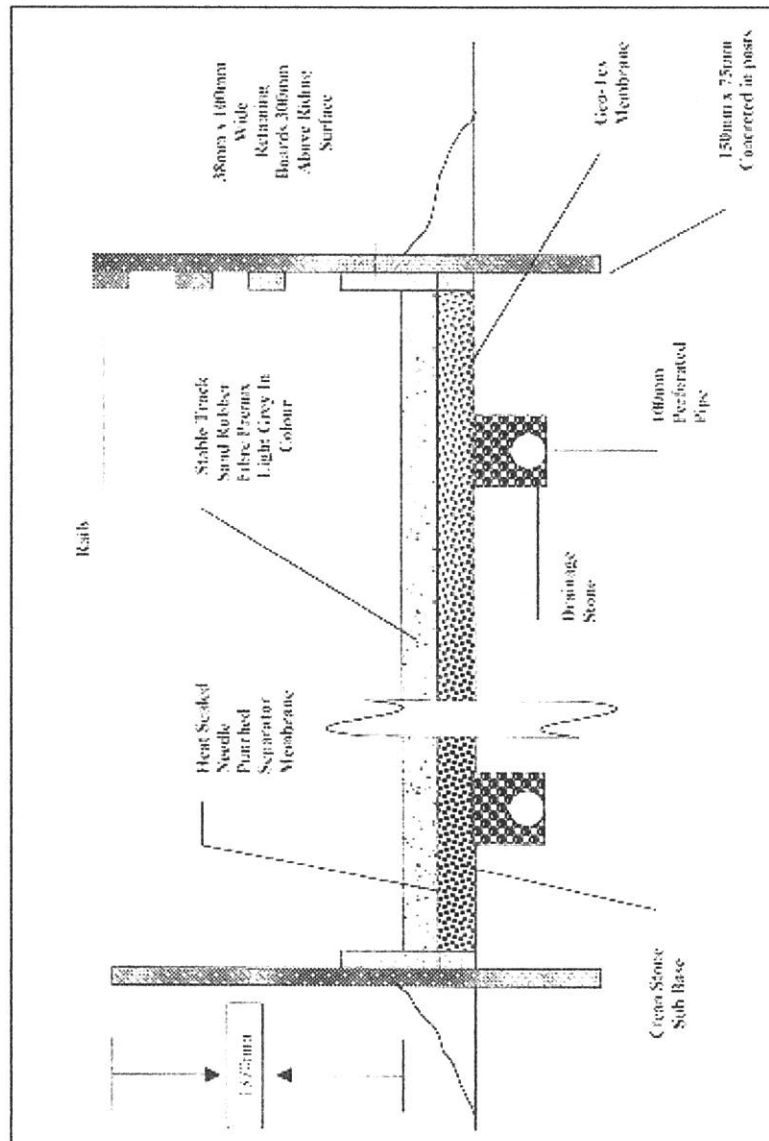 Rails
38mm x 100mm
Wide
Retaining
Boards 300mm
Above Riding
Surface
Stable Track
Sand Rubber
Fibre Premix
Light Grey In
Colour
Heat Sealed
Needle
Punched
Separator
Membrane
1370mm
Geo-Tex
Membrane
150mm x 75mm
Concreted in posts
100mm
Perforated
Pipe
Drainage
Stone
Clean Stone
Sub Base